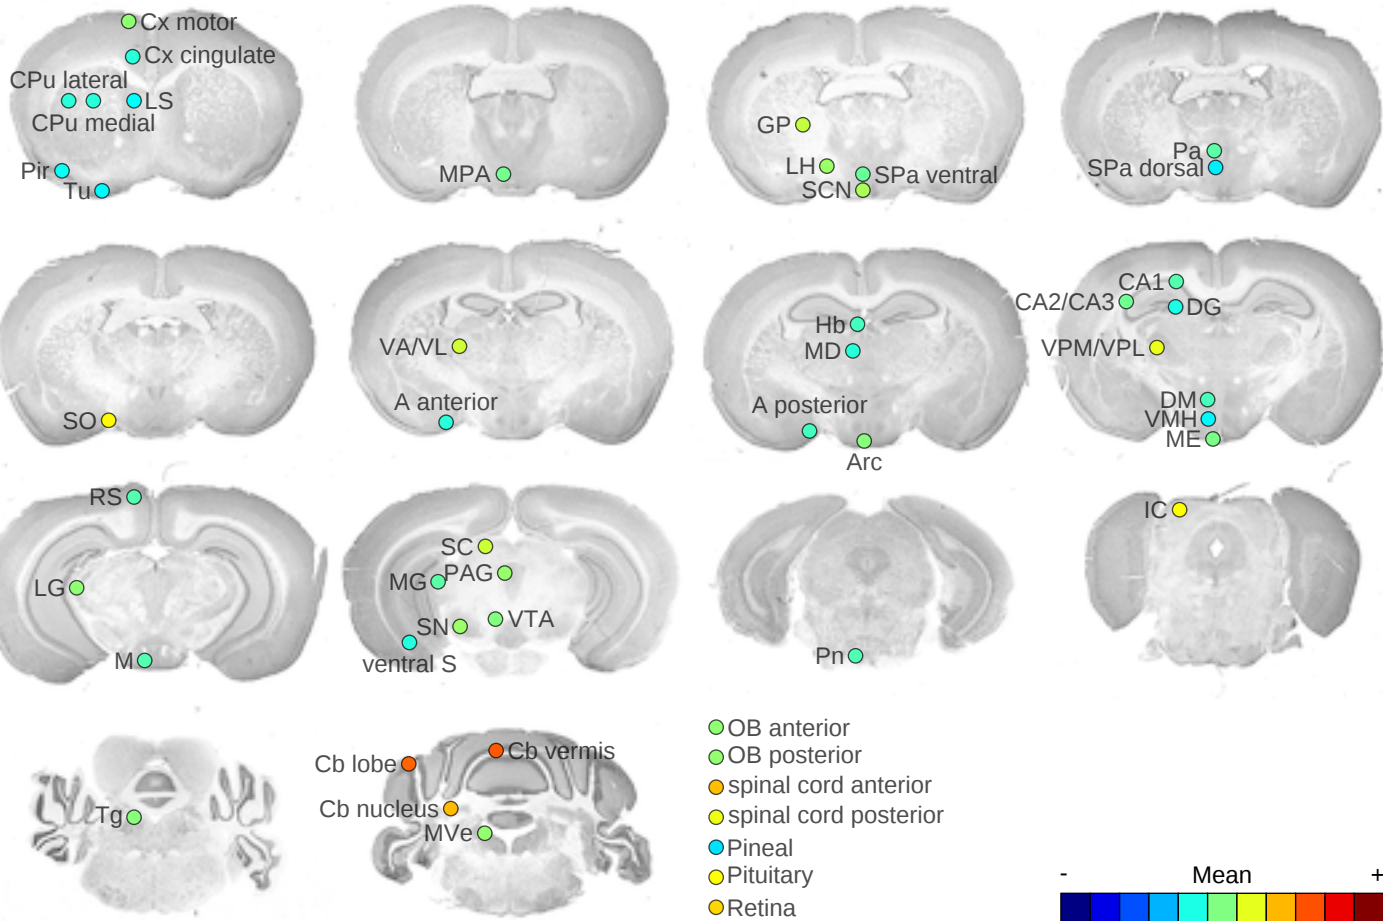 Cx motor
Cx cingulate
CPu lateral
LS
CPu medial
Pir
Tu
MPA
GP
LH
SPa ventral
SCN
Pa
SPa dorsal
SO
VA/VL
A anterior
Hb
MD
A posterior
Arc
CA1
CA2/CA3
DG
VPM/VPL
DM
VMH
ME
RS
LG
M
SC
MG
PAG
SN
VTA
ventral S
Pn
IC
Tg
Cb lobe
Cb vermis
Cb nucleus
MVe
OB anterior
OB posterior
spinal cord anterior
spinal cord posterior
Pineal
Pituitary
Retina
- Mean +